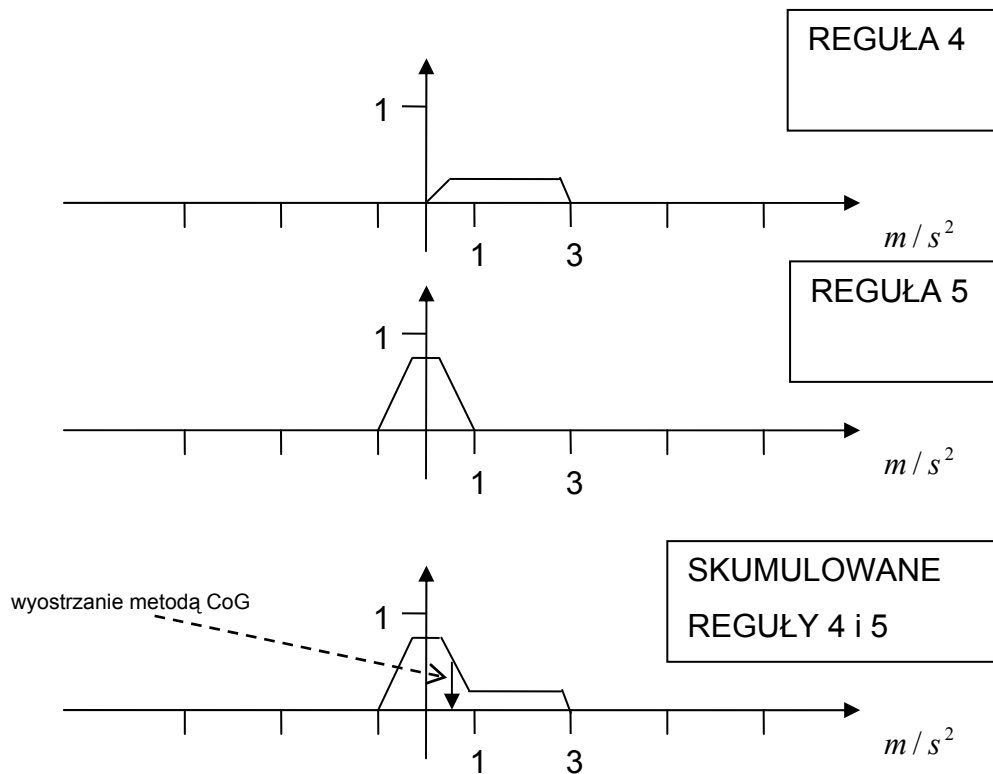 REGUŁA 4
1
1 3
m / s²
REGUŁA 5
1
1 3
m / s²
SKUMULOWANE
REGUŁY 4 i 5
wyostrzanie metodą CoG
1
1 3
m / s²